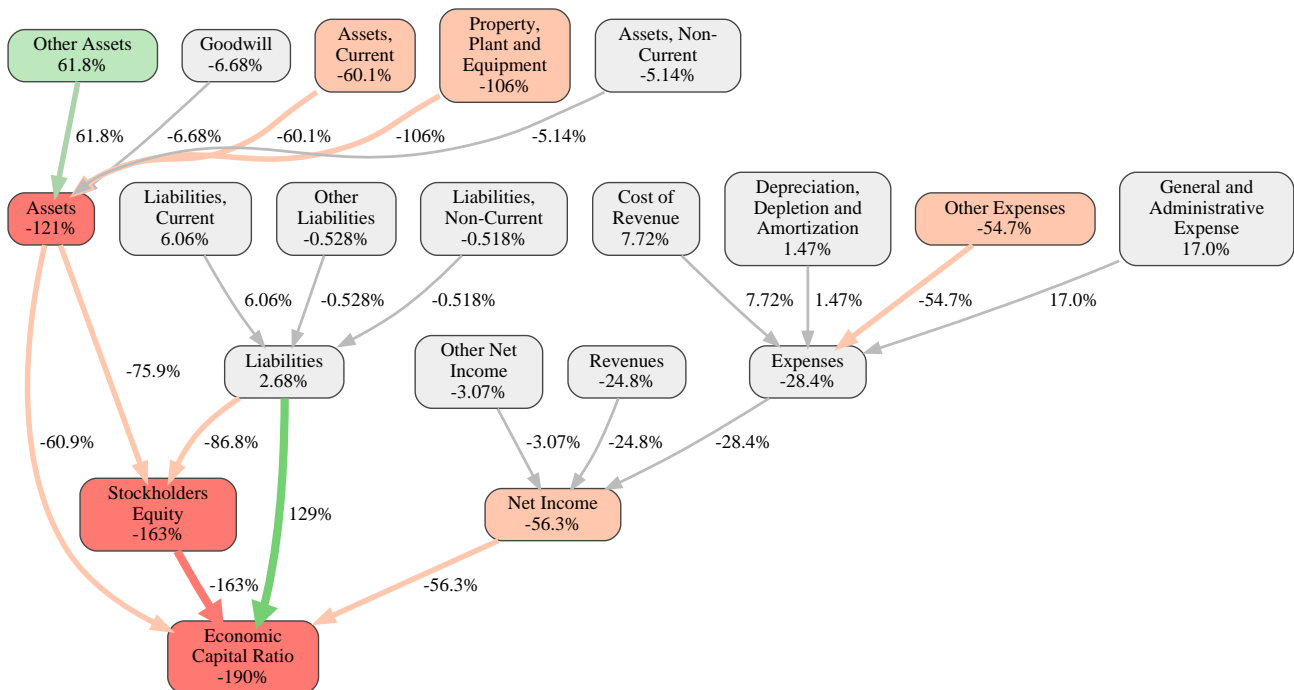 Other Assets
61.8%
Goodwill
-6.68%
Assets,
Current
-60.1%
Property,
Plant and
Equipment
-106%
Assets, Non-
Current
-5.14%
61.8%
-6.68%
-60.1%
-106%
-5.14%
Assets
-121%
Liabilities,
Current
6.06%
Other
Liabilities
-0.528%
Liabilities,
Non-Current
-0.518%
Cost of
Revenue
7.72%
Depreciation,
Depletion and
Amortization
1.47%
Other Expenses
-54.7%
General and
Administrative
Expense
17.0%
6.06%
-0.528%
-0.518%
7.72%
1.47%
-54.7%
17.0%
Liabilities
2.68%
Other Net
Income
-3.07%
Revenues
-24.8%
Expenses
-28.4%
-75.9%
-60.9%
-86.8%
-3.07%
-24.8%
-28.4%
Stockholders
Equity
-163%
129%
Net Income
-56.3%
-163%
-56.3%
Economic
Capital Ratio
-190%